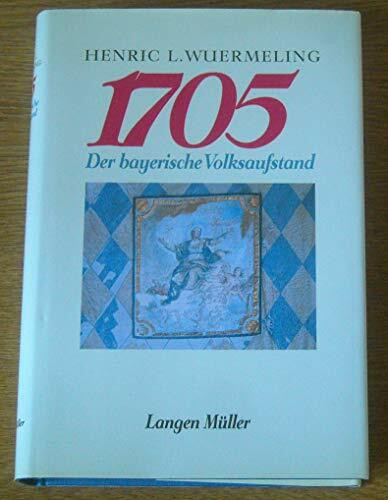 HENRIC L. WUERMELING
1705
Der bayerische Volksaufstand
Langen Müller